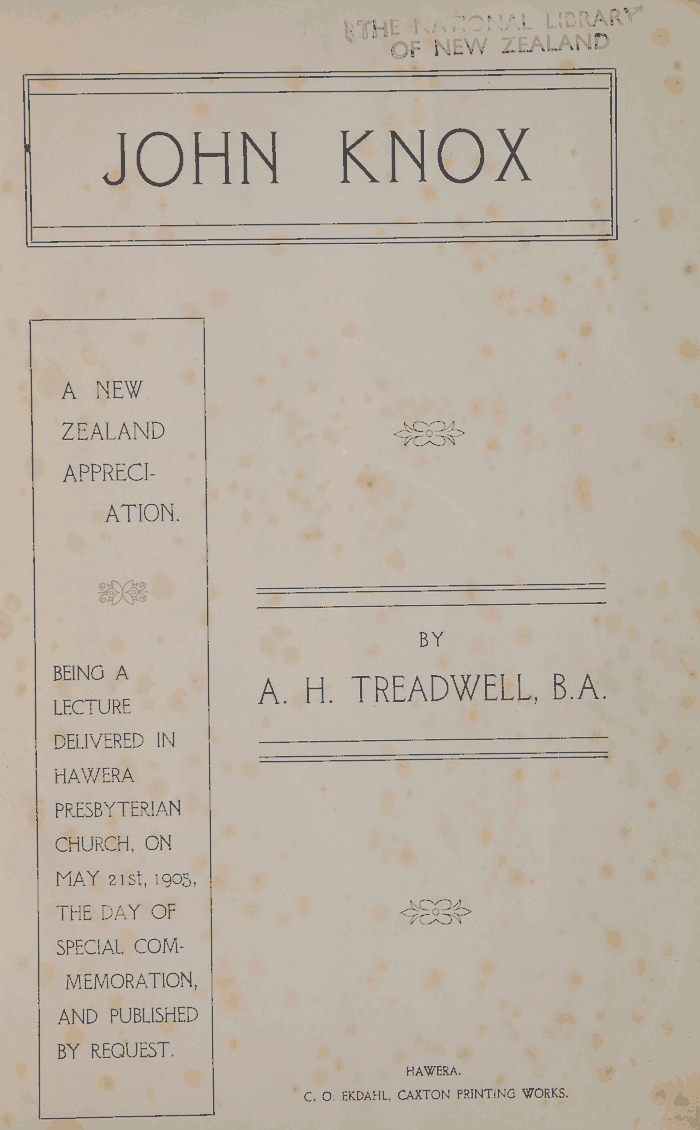 THE NATIONAL LIBRARY
OF NEW ZEALAND
JOHN KNOX
A NEW
ZEALAND
APPRECI-
ATION.
BEING A
LECTURE
DELIVERED IN
HAWERA
PRESBYTERIAN
CHURCH, ON
MAY 21st, 1905,
THE DAY OF
SPECIAL COM-
MEMORATION,
AND PUBLISHED
BY REQUEST.
BY
A. H. TREADWELL, B.A.
HAWERA.
C. O. EKDAHL, CAXTON PRINTING WORKS.